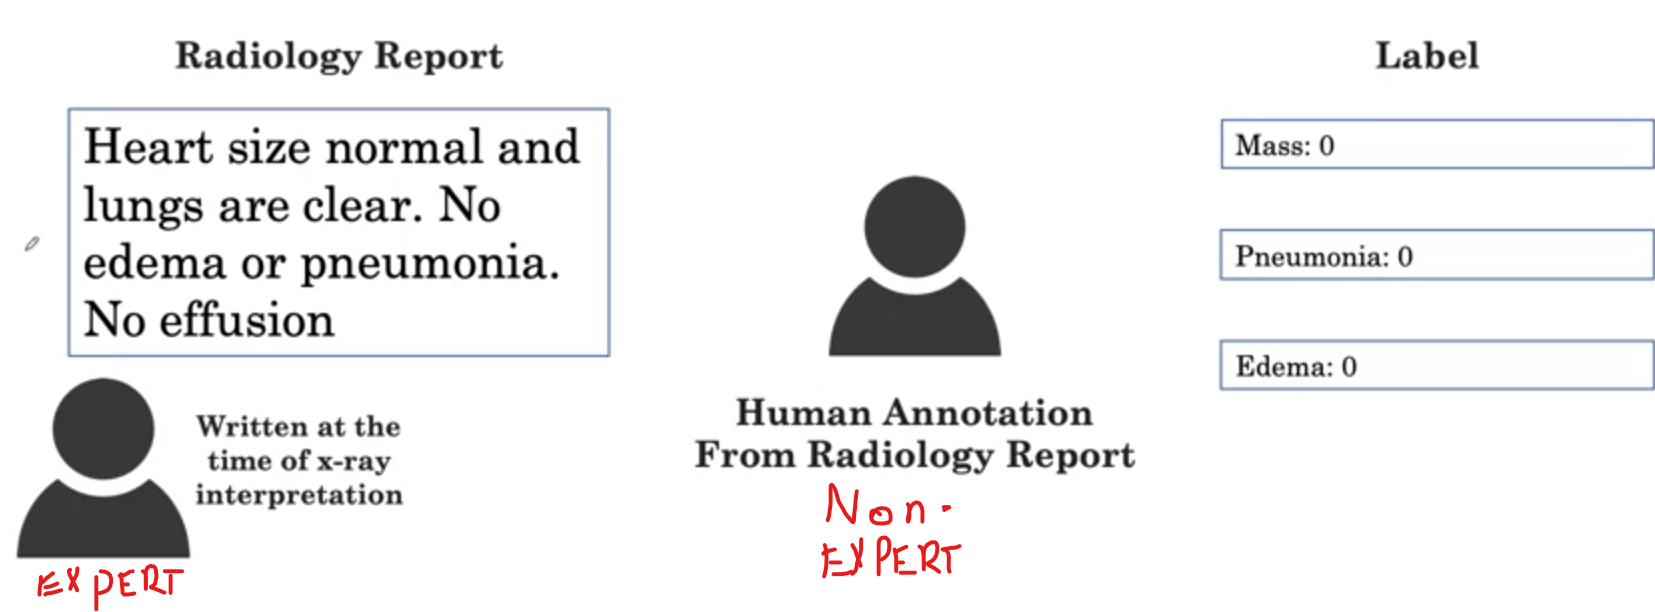 Radiology Report
Heart size normal and
lungs are clear. No
edema or pneumonia.
No effusion
Written at the
time of x-ray
interpretation
EXPERT
Human Annotation
From Radiology Report
Non-
EXPERT
Label
Mass: 0
Pneumonia: 0
Edema: 0